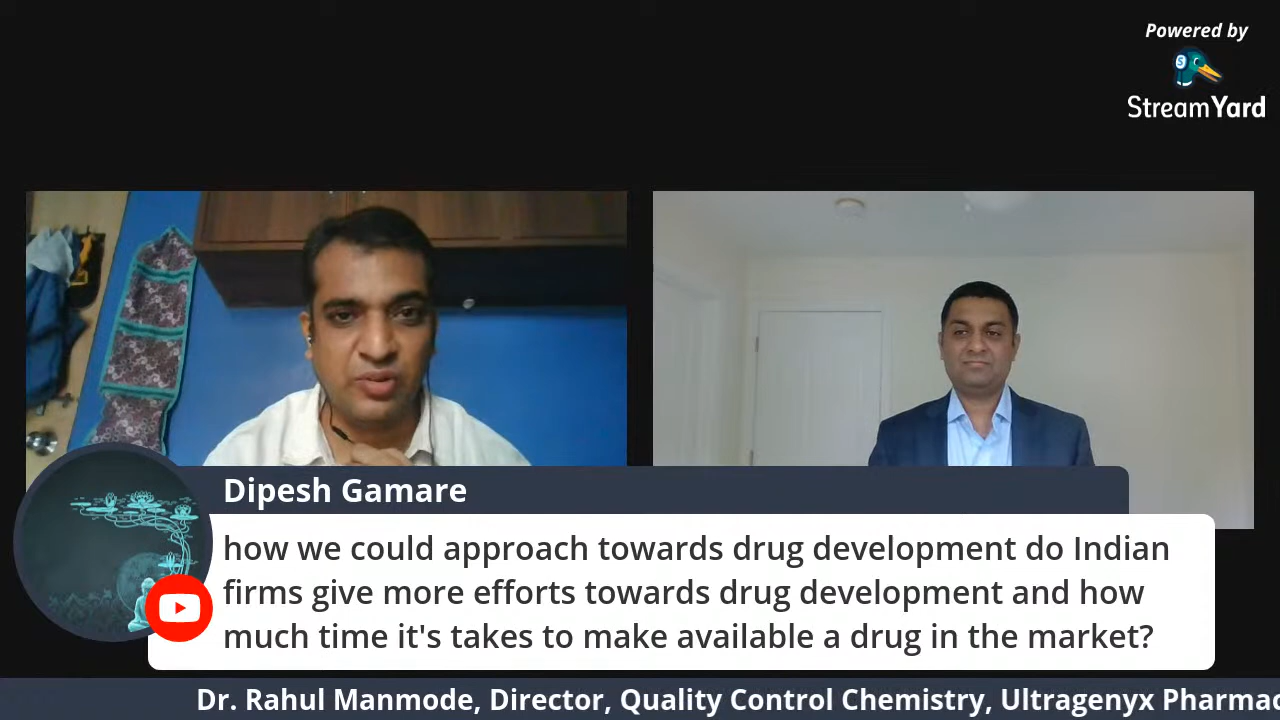 Powered by
StreamYard
Dipesh Gamare
how we could approach towards drug development do Indian
firms give more efforts towards drug development and how
much time it's takes to make available a drug in the market?
Dr. Rahul Manmode, Director, Quality Control Chemistry, Ultragenyx Pharmac